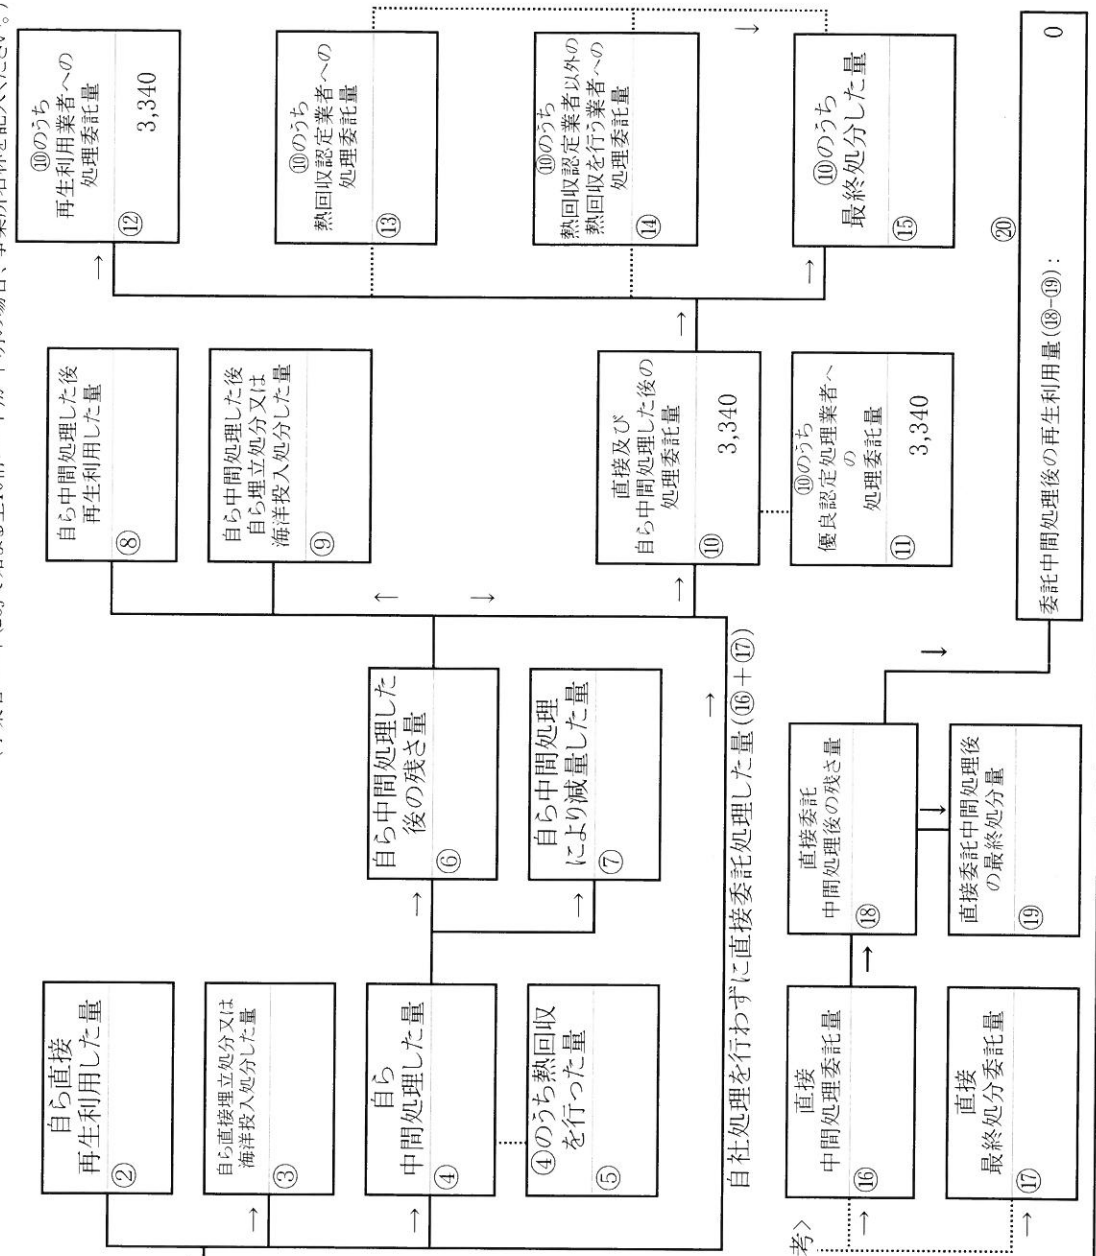 自ら直接
再生利用した量
②
自ら直接埋立処分又は
海洋投入処分した量
③
自ら
中間処理した量
④
④のうち熱回収
を行った量
⑤
自ら中間処理した
後の残さ量
⑥
自ら中間処理
により減量した量
⑦
自ら中間処理した後
再生利用した量
⑧
自ら中間処理した後
自ら埋立処分又は
海洋投入処分した量
⑨
直接及び
自ら中間処理した後の
処理委託量
⑩ 3,340
⑩のうち
優良認定処理業者へ
の
処理委託量
⑪ 3,340
⑩のうち
再生利用業者への
処理委託量
⑫ 3,340
⑩のうち
熱回収認定業者への
処理委託量
⑬
⑩のうち
熱回収認定業者以外の
熱回収を行う業者への
処理委託量
⑭
⑩のうち
最終処分した量
⑮
自社処理を行わずに直接委託処理した量(⑯+⑰)
考>
直接
中間処理委託量
⑯
直接
最終処分委託量
⑰
直接委託
中間処理後の残さ量
⑱
直接委託中間処理後
の最終処分量
⑲
⑳
委託中間処理後の再生利用量(⑱-⑲): 0